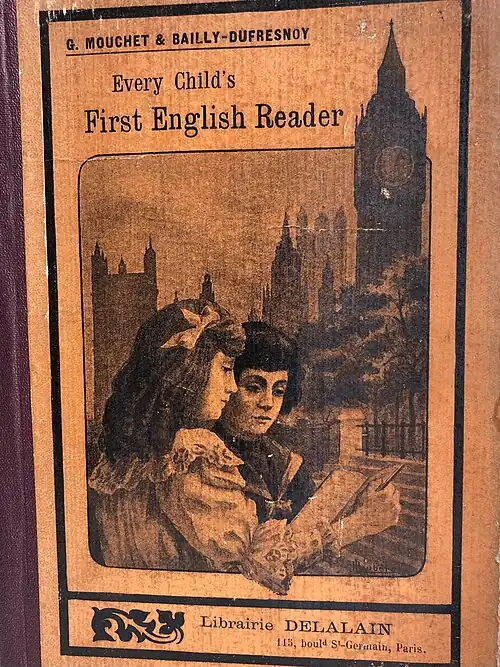 G. MOUCHET & BAILLY-DUFRESNOY
Every Child's
First English Reader
Librairie DELALAIN
115, boulᵈ Sᵗ-Germain, Paris.